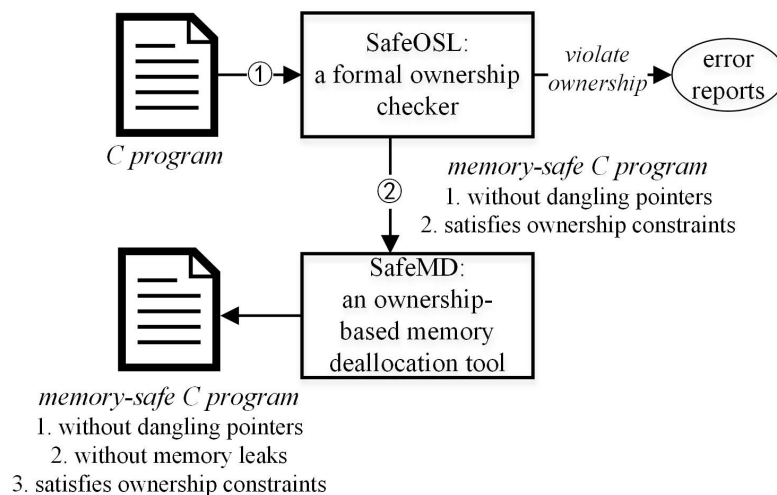 SafeOSL:
a formal ownership
checker
①
violate
ownership
error
reports
C program
②
memory-safe C program
1. without dangling pointers
2. satisfies ownership constraints
SafeMD:
an ownership-
based memory
deallocation tool
memory-safe C program
1. without dangling pointers
2. without memory leaks
3. satisfies ownership constraints